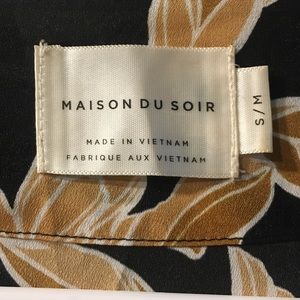 MAISON DU SOIR
MADE IN VIETNAM
FABRIQUE AUX VIETNAM
S/M